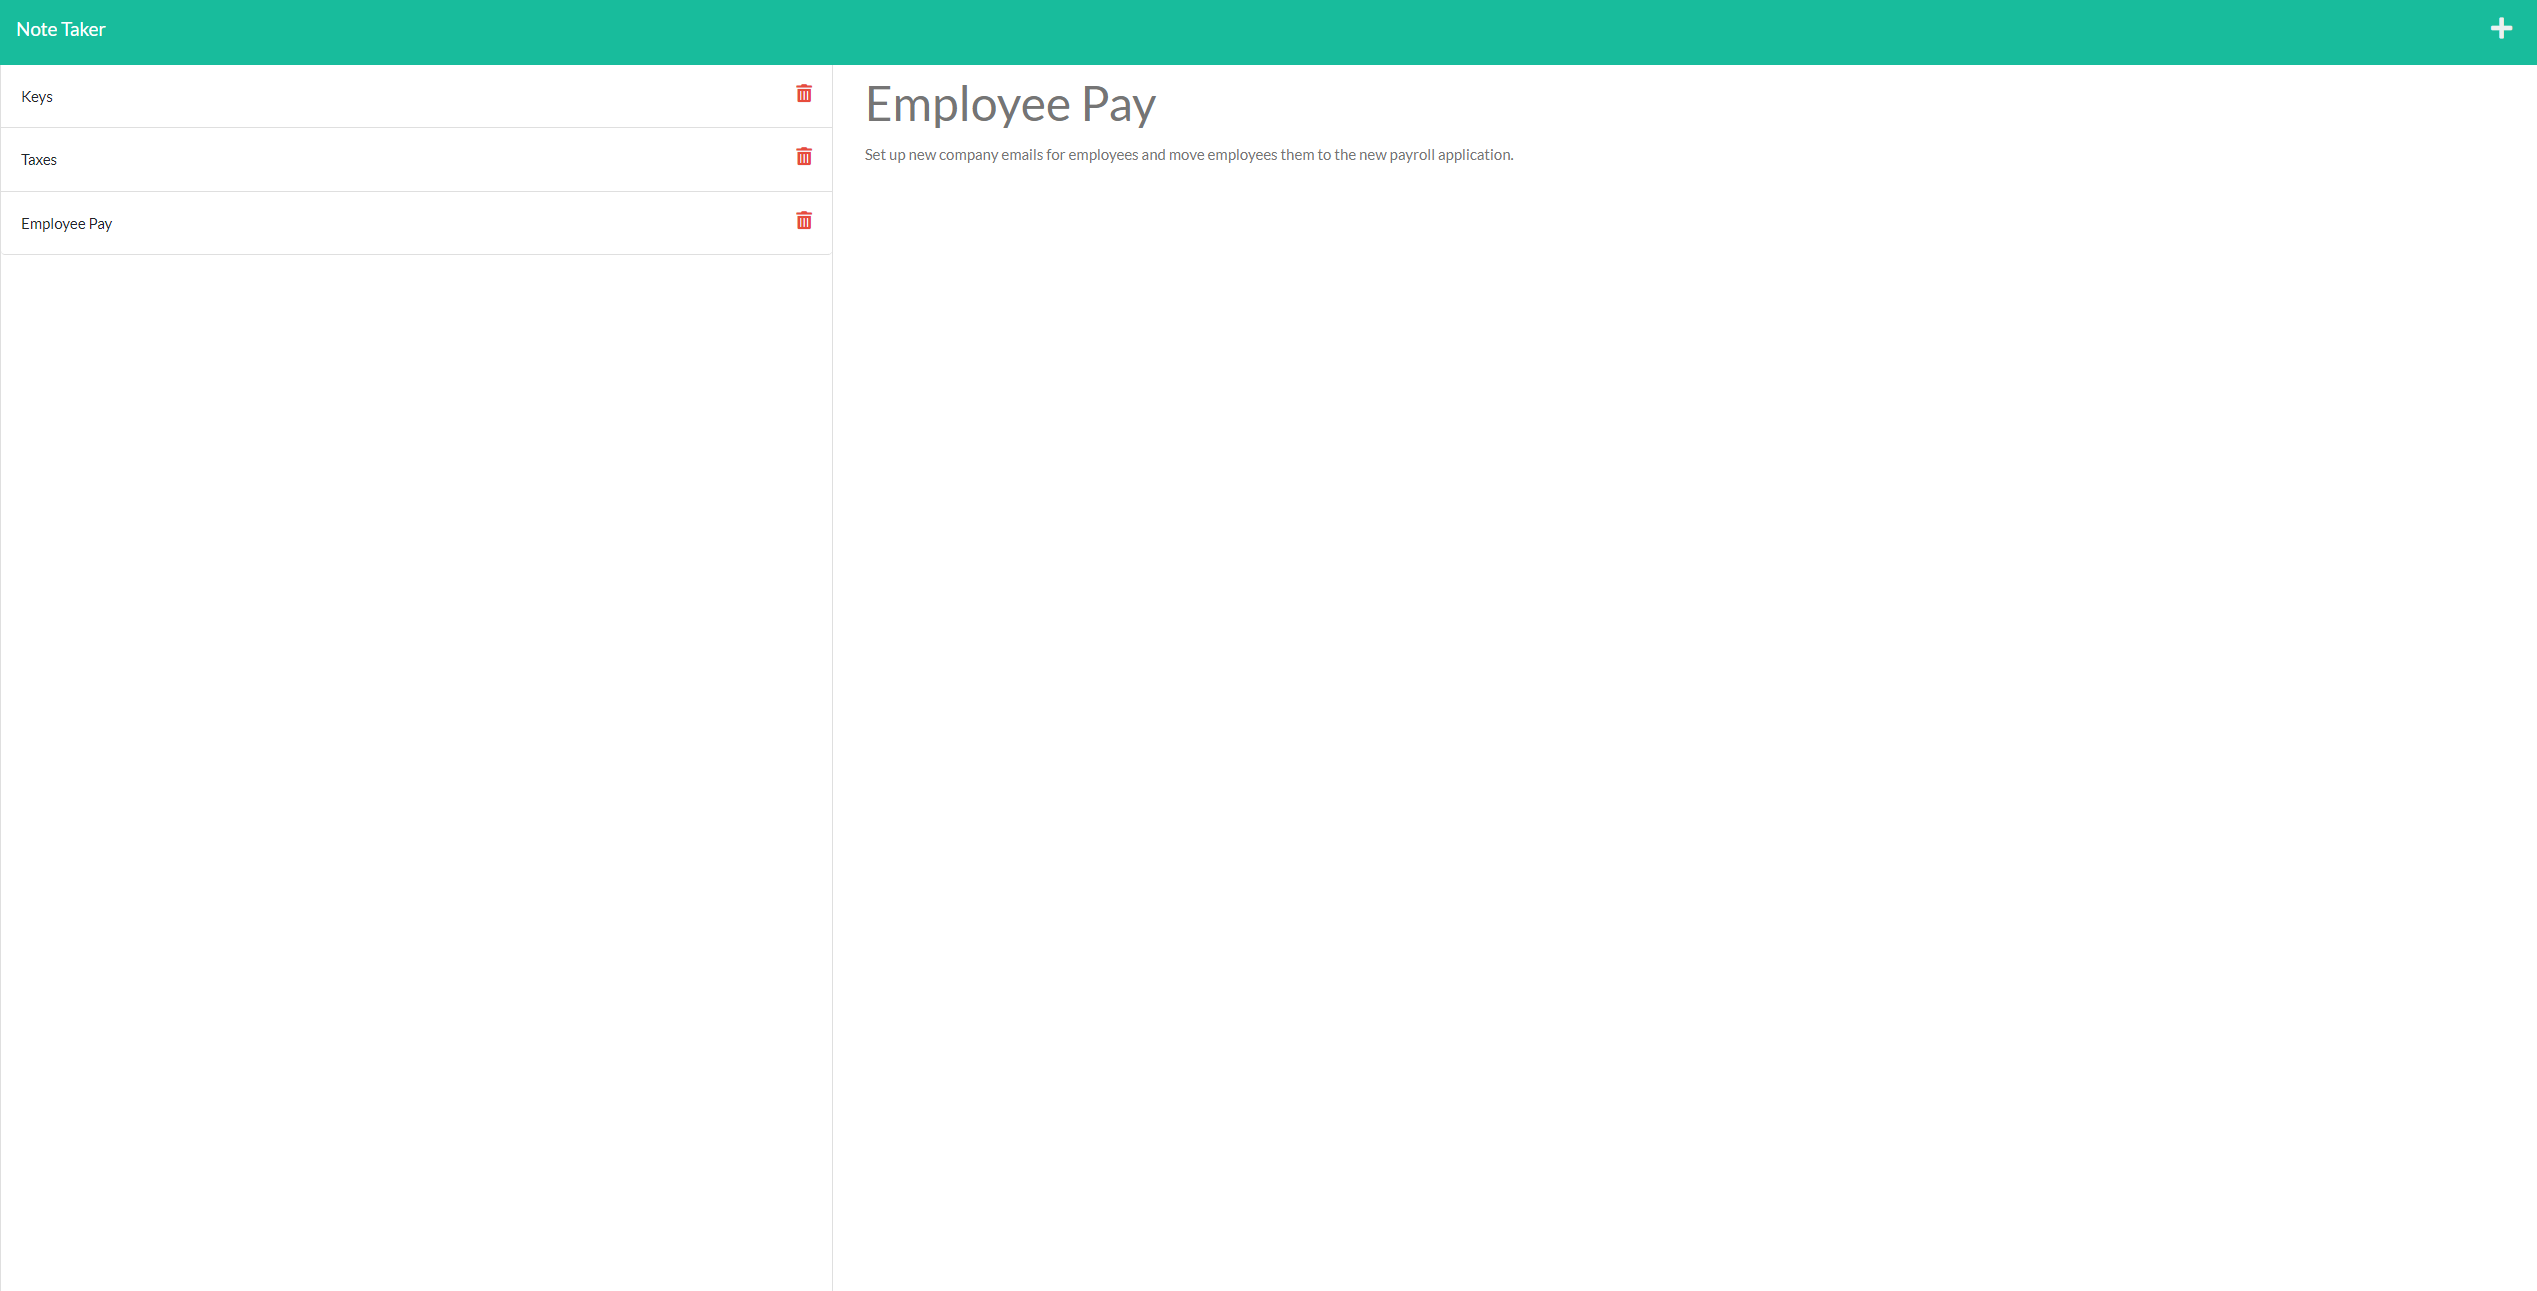 Note Taker
Keys
Taxes
Employee Pay
Employee Pay
Set up new company emails for employees and move employees them to the new payroll application.